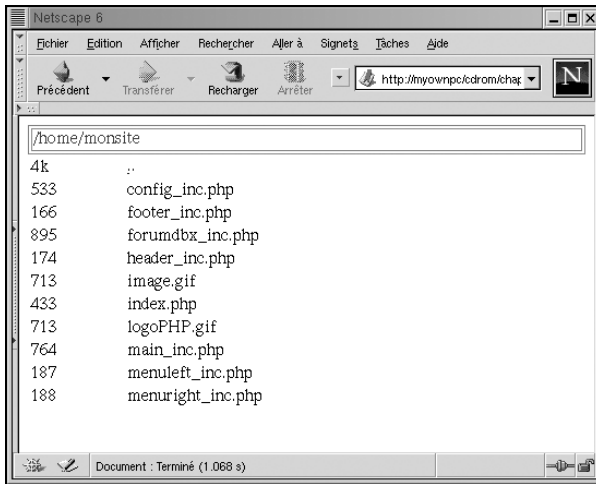 Netscape 6
Fichier Edition Afficher Rechercher Aller à Signets Tâches Aide
Précédent Transférer Recharger Arrêter http://myownpc/cdrom/chap N
/home/monsite
4k ..
533 config_inc.php
166 footer_inc.php
895 forumdbx_inc.php
174 header_inc.php
713 image.gif
433 index.php
713 logoPHP.gif
764 main_inc.php
187 menuleft_inc.php
188 menuright_inc.php
Document : Terminé (1.068 s)